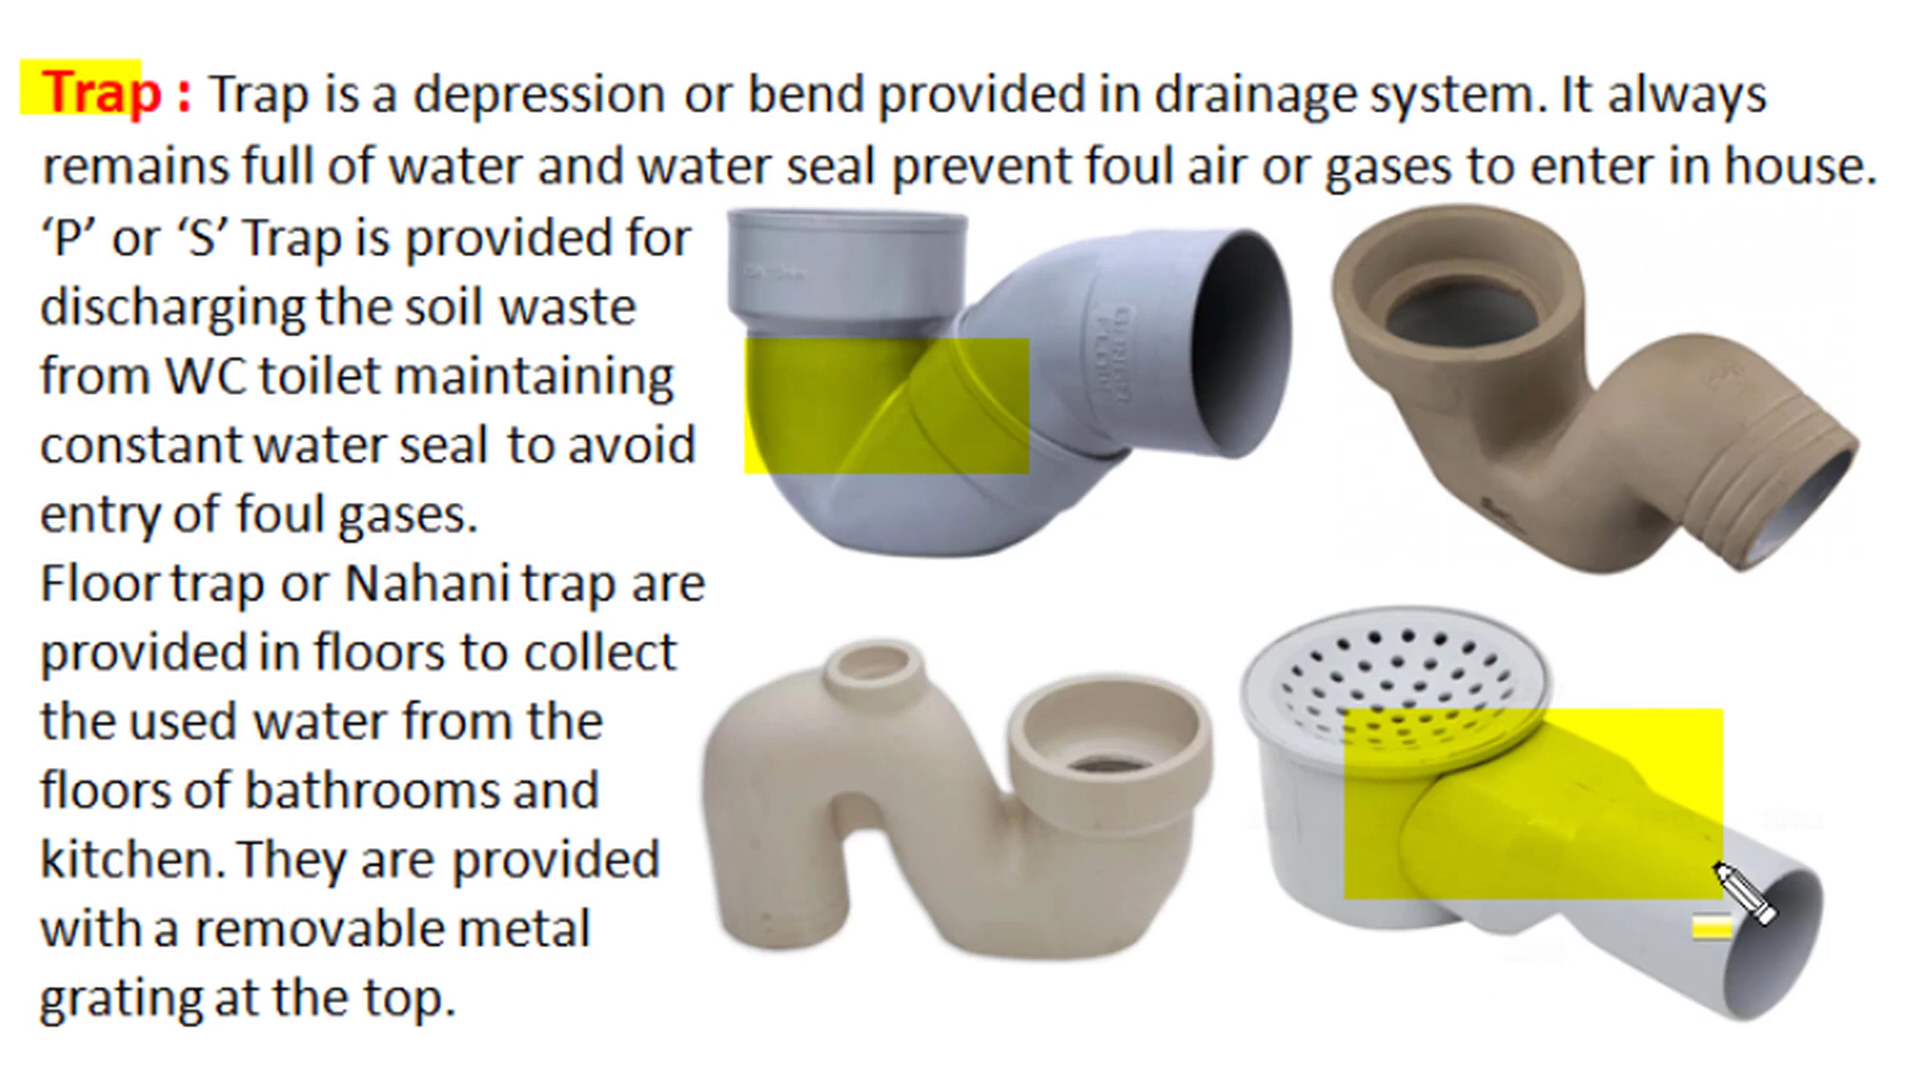 Trap : Trap is a depression or bend provided in drainage system. It always
remains full of water and water seal prevent foul air or gases to enter in house.
‘P’ or ‘S’ Trap is provided for
discharging the soil waste
from WC toilet maintaining
constant water seal to avoid
entry of foul gases.
Floor trap or Nahani trap are
provided in floors to collect
the used water from the
floors of bathrooms and
kitchen. They are provided
with a removable metal
grating at the top.